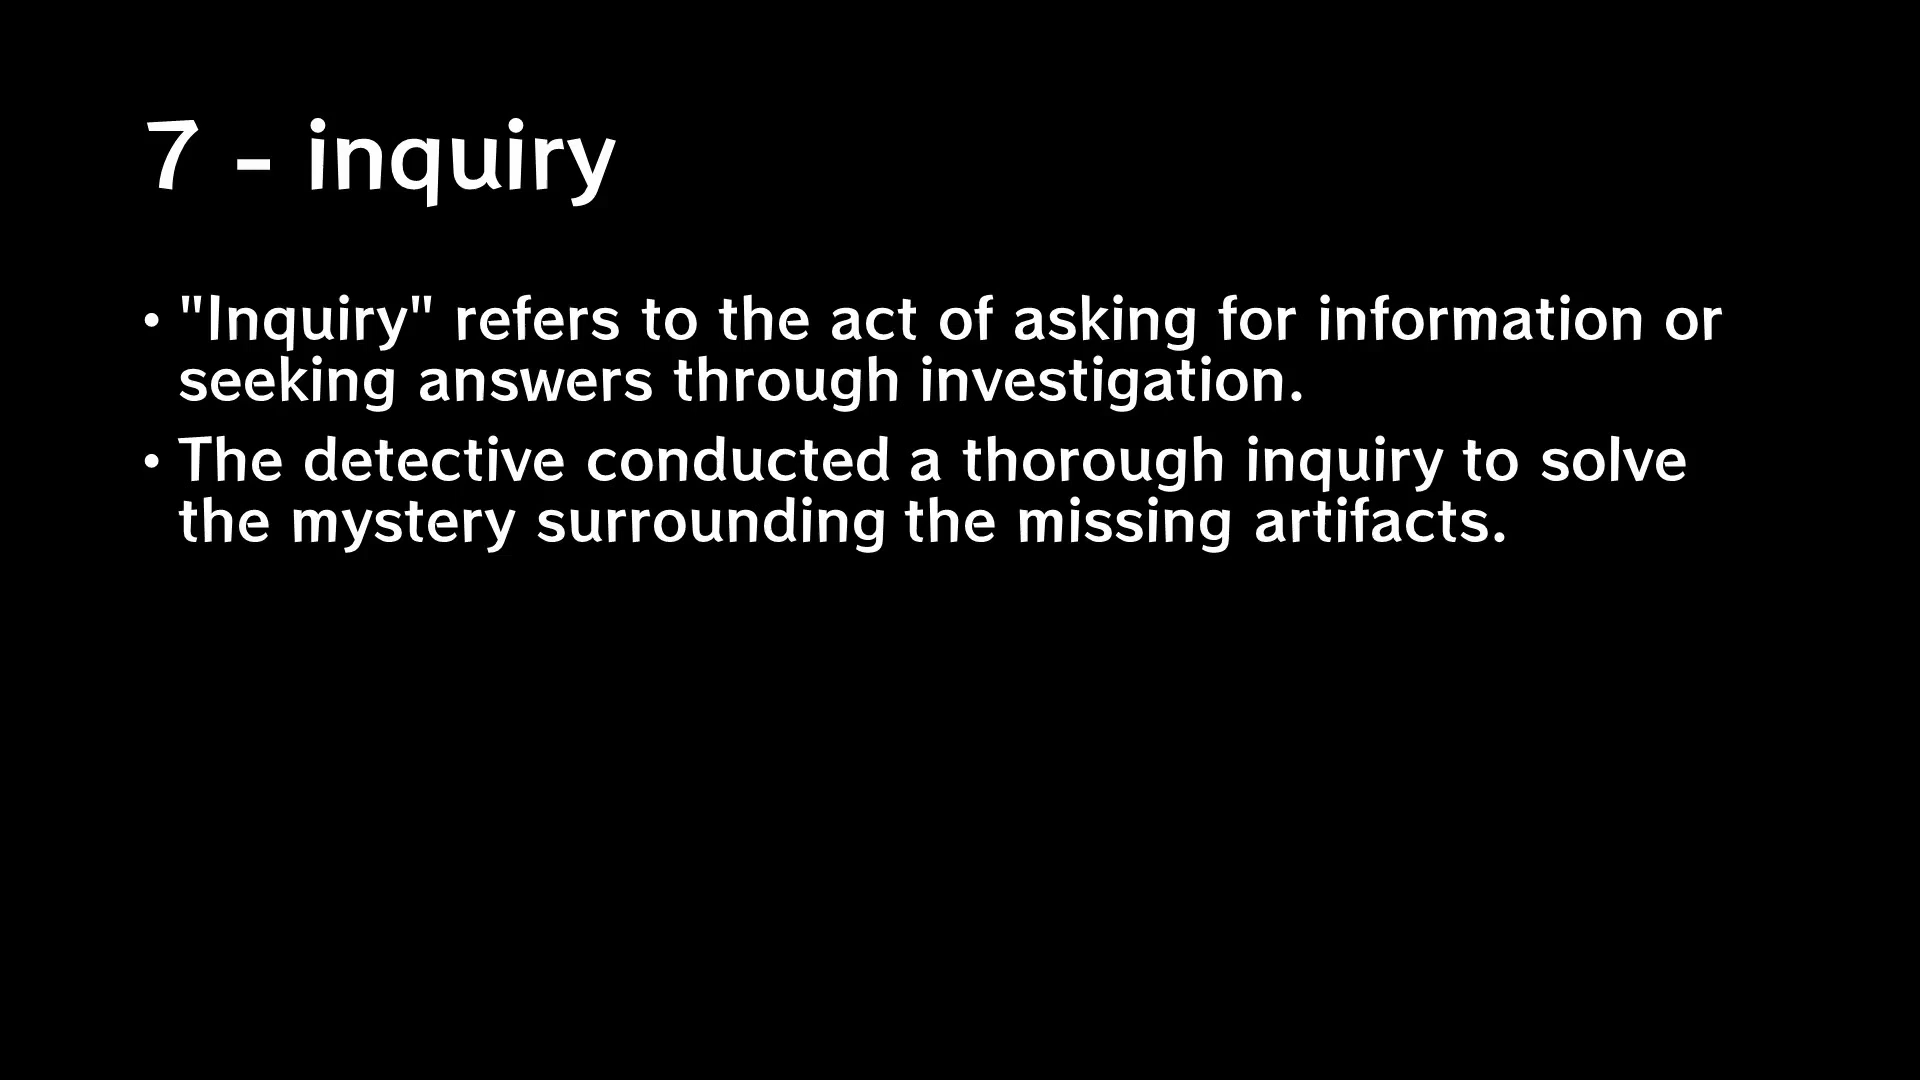 7 - inquiry
• "Inquiry" refers to the act of asking for information or
seeking answers through investigation.
• The detective conducted a thorough inquiry to solve
the mystery surrounding the missing artifacts.